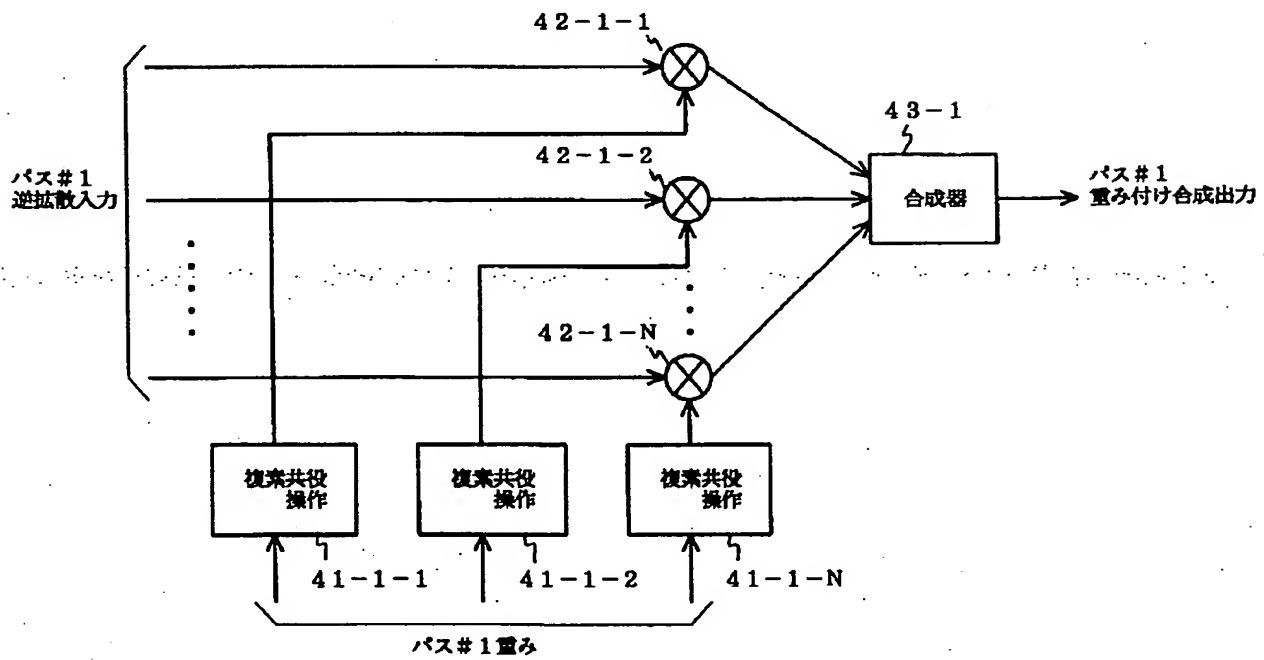 42-1-1
43-1
42-1-2
パス#1
逆拡散入力
合成器
パス#1
重み付け合成出力
42-1-N
複素共役
操作
複素共役
操作
複素共役
操作
41-1-1
41-1-2
41-1-N
パス#1重み